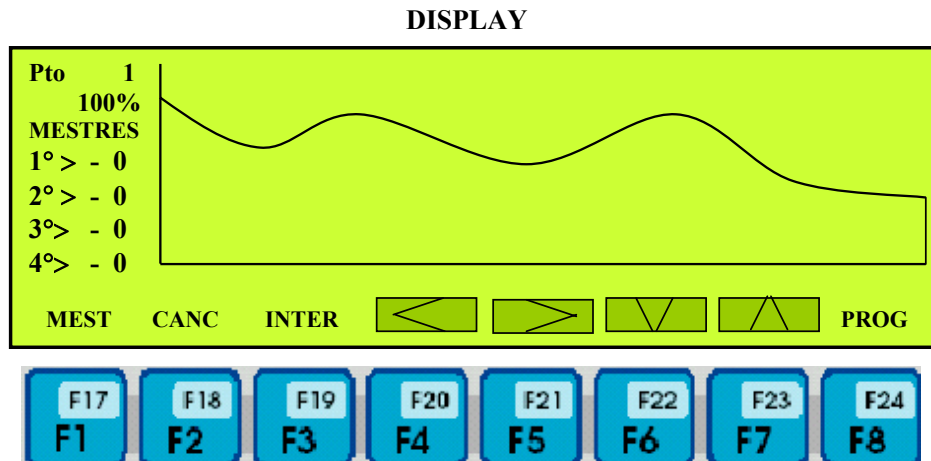 DISPLAY
Pto 1
100%
MESTRES
1° > - 0
2° > - 0
3°> - 0
4°> - 0
MEST CANC INTER PROG
F17 F18 F19 F20 F21 F22 F23 F24
F1 F2 F3 F4 F5 F6 F7 F8